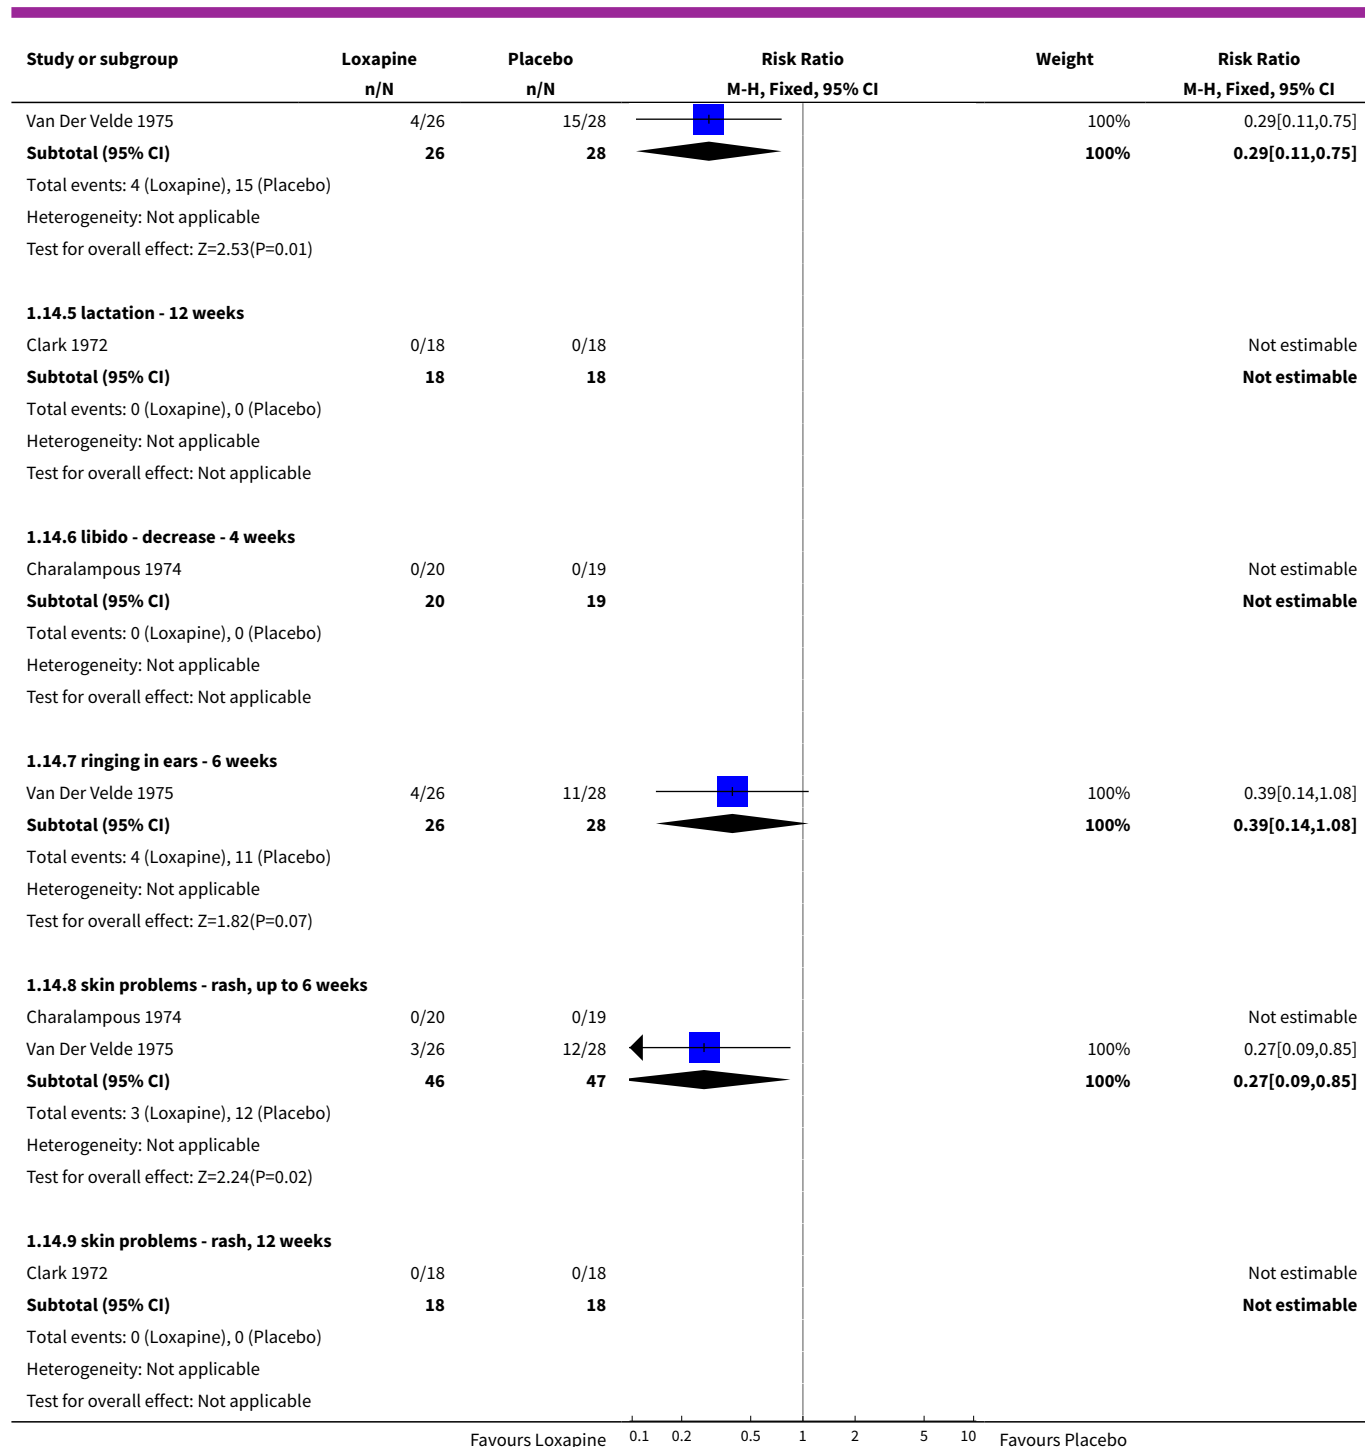 Study or subgroup Loxapine Placebo Risk Ratio Weight Risk Ratio
n/N n/N M-H, Fixed, 95% CI M-H, Fixed, 95% CI
Van Der Velde 1975 4/26 15/28 100% 0.29[0.11,0.75]
Subtotal (95% CI) 26 28 100% 0.29[0.11,0.75]
Total events: 4 (Loxapine), 15 (Placebo)
Heterogeneity: Not applicable
Test for overall effect: Z=2.53(P=0.01)
1.14.5 lactation - 12 weeks
Clark 1972 0/18 0/18 Not estimable
Subtotal (95% CI) 18 18 Not estimable
Total events: 0 (Loxapine), 0 (Placebo)
Heterogeneity: Not applicable
Test for overall effect: Not applicable
1.14.6 libido - decrease - 4 weeks
Charalampous 1974 0/20 0/19 Not estimable
Subtotal (95% CI) 20 19 Not estimable
Total events: 0 (Loxapine), 0 (Placebo)
Heterogeneity: Not applicable
Test for overall effect: Not applicable
1.14.7 ringing in ears - 6 weeks
Van Der Velde 1975 4/26 11/28 100% 0.39[0.14,1.08]
Subtotal (95% CI) 26 28 100% 0.39[0.14,1.08]
Total events: 4 (Loxapine), 11 (Placebo)
Heterogeneity: Not applicable
Test for overall effect: Z=1.82(P=0.07)
1.14.8 skin problems - rash, up to 6 weeks
Charalampous 1974 0/20 0/19 Not estimable
Van Der Velde 1975 3/26 12/28 100% 0.27[0.09,0.85]
Subtotal (95% CI) 46 47 100% 0.27[0.09,0.85]
Total events: 3 (Loxapine), 12 (Placebo)
Heterogeneity: Not applicable
Test for overall effect: Z=2.24(P=0.02)
1.14.9 skin problems - rash, 12 weeks
Clark 1972 0/18 0/18 Not estimable
Subtotal (95% CI) 18 18 Not estimable
Total events: 0 (Loxapine), 0 (Placebo)
Heterogeneity: Not applicable
Test for overall effect: Not applicable
Favours Loxapine 0.1 0.2 0.5 1 2 5 10 Favours Placebo